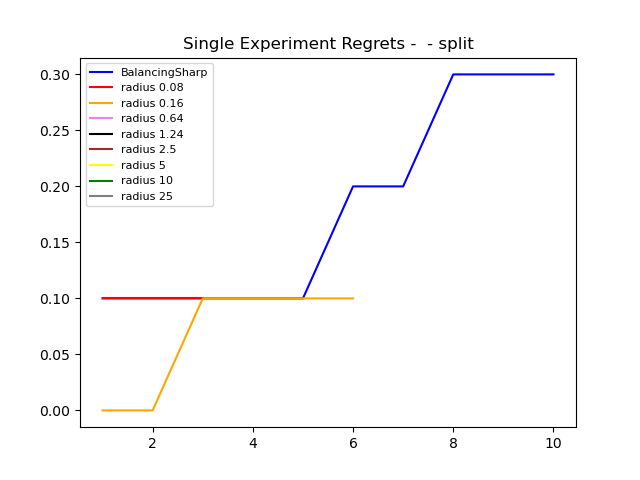 Single Experiment Regrets -  - split
0.30
0.25
0.20
0.15
0.10
0.05
0.00
BalancingSharp
radius 0.08
radius 0.16
radius 0.64
radius 1.24
radius 2.5
radius 5
radius 10
radius 25
2 4 6 8 10